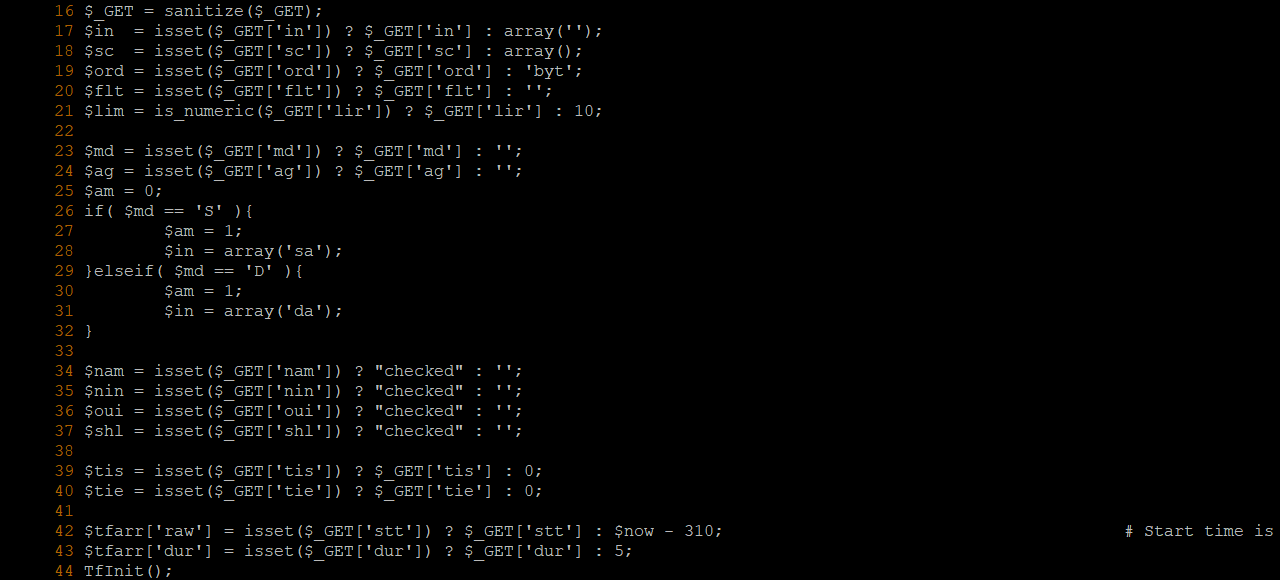 16 $_GET = sanitize($_GET);
17 $in  = isset($_GET['in']) ? $_GET['in'] : array('');
18 $sc  = isset($_GET['sc']) ? $_GET['sc'] : array();
19 $ord = isset($_GET['ord']) ? $_GET['ord'] : 'byt';
20 $flt = isset($_GET['flt']) ? $_GET['flt'] : '';
21 $lim = is_numeric($_GET['lir']) ? $_GET['lir'] : 10;
22
23 $md = isset($_GET['md']) ? $_GET['md'] : '';
24 $ag = isset($_GET['ag']) ? $_GET['ag'] : '';
25 $am = 0;
26 if( $md == 'S' ){
27         $am = 1;
28         $in = array('sa');
29 }elseif( $md == 'D' ){
30         $am = 1;
31         $in = array('da');
32 }
33
34 $nam = isset($_GET['nam']) ? "checked" : '';
35 $nin = isset($_GET['nin']) ? "checked" : '';
36 $oui = isset($_GET['oui']) ? "checked" : '';
37 $shl = isset($_GET['shl']) ? "checked" : '';
38
39 $tis = isset($_GET['tis']) ? $_GET['tis'] : 0;
40 $tie = isset($_GET['tie']) ? $_GET['tie'] : 0;
41
42 $tfarr['raw'] = isset($_GET['stt']) ? $_GET['stt'] : $now - 310;                                        # Start time is
43 $tfarr['dur'] = isset($_GET['dur']) ? $_GET['dur'] : 5;
44 TfInit();